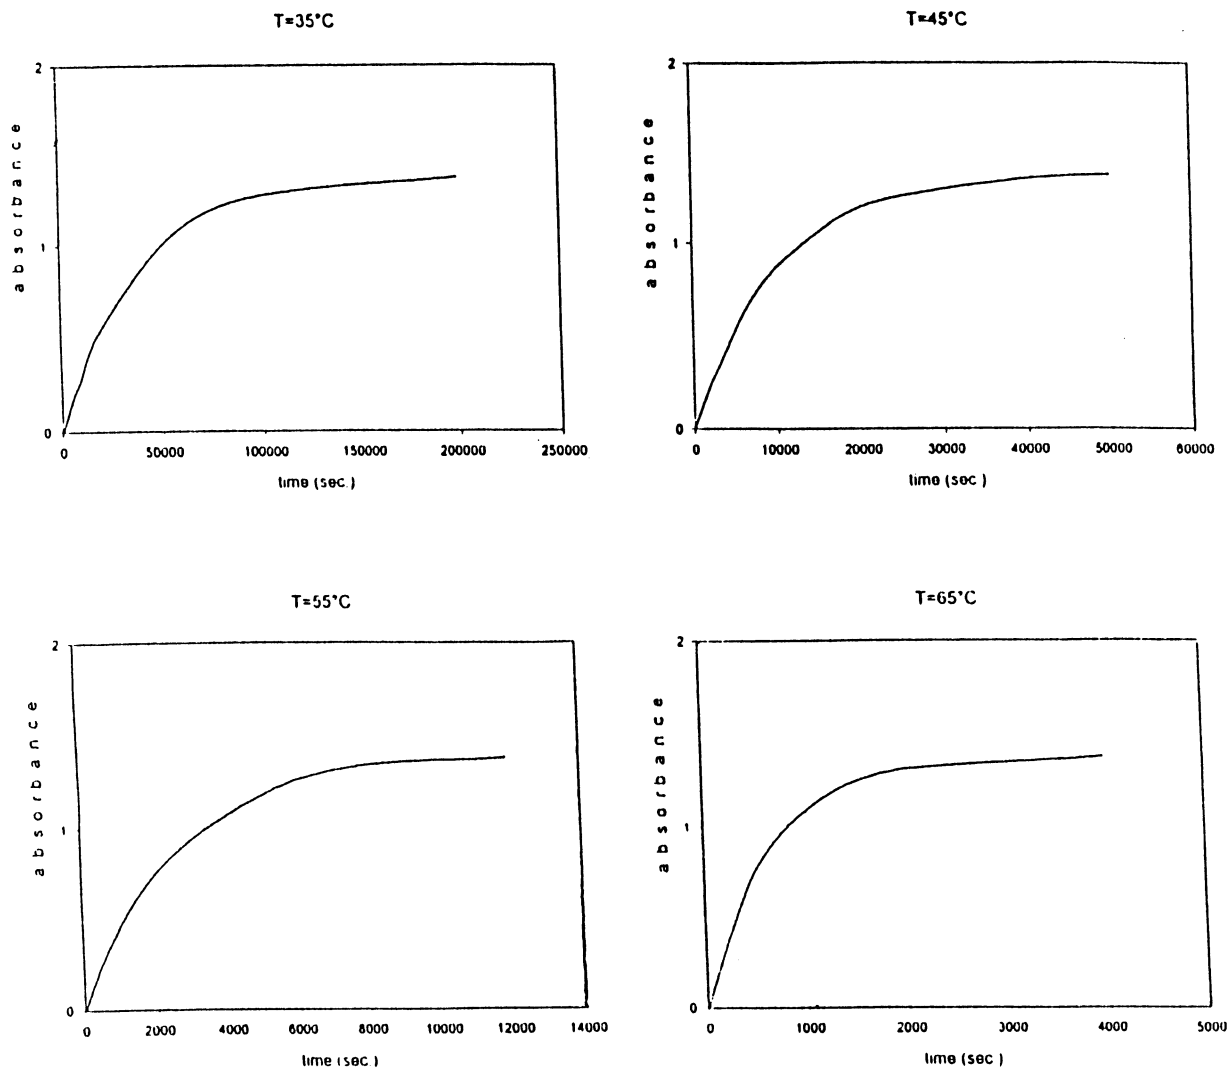 T=35°C
2
1
0
absorbance
0 50000 100000 150000 200000 250000
time (sec.)
T=45°C
2
1
0
absorbance
0 10000 20000 30000 40000 50000 60000
time (sec)
T=55°C
2
1
0
absorbance
0 2000 4000 6000 8000 10000 12000 14000
time (sec.)
T=65°C
2
1
0
absorbance
0 1000 2000 3000 4000 5000
time (sec)